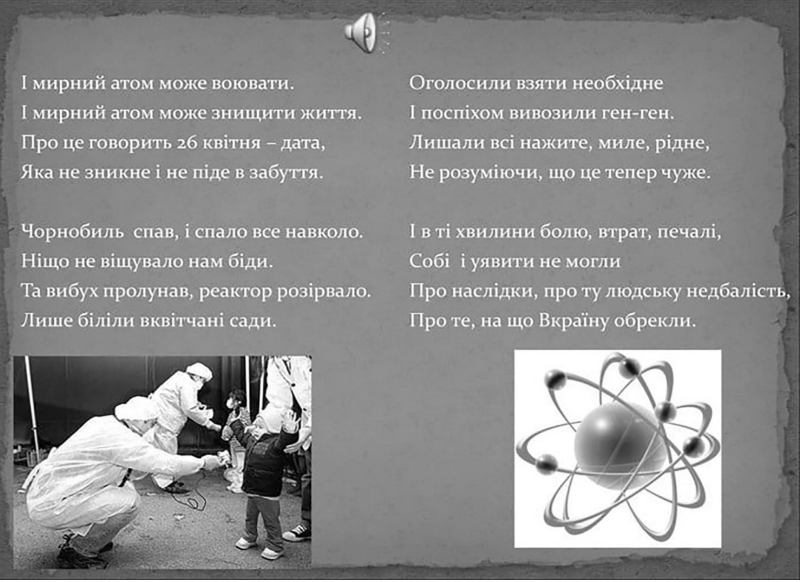 І мирний атом може воювати.
І мирний атом може знищити життя.
Про це говорить 26 квітня – дата,
Яка не зникне і не піде в забуття.
Чорнобиль спав, і спало все навколо.
Ніщо не віщувало нам біди.
Та вибух пролунав, реактор розірвало.
Лише біліли вквітчані сади.
Оголосили взяти необхідне
І поспіхом вивозили ген-ген.
Лишали всі нажите, миле, рідне,
Не розуміючи, що це тепер чуже.
І в ті хвилини болю, втрат, печалі,
Собі і уявити не могли
Про наслідки, про ту людську недбалість,
Про те, на що Вкраїну обрекли.